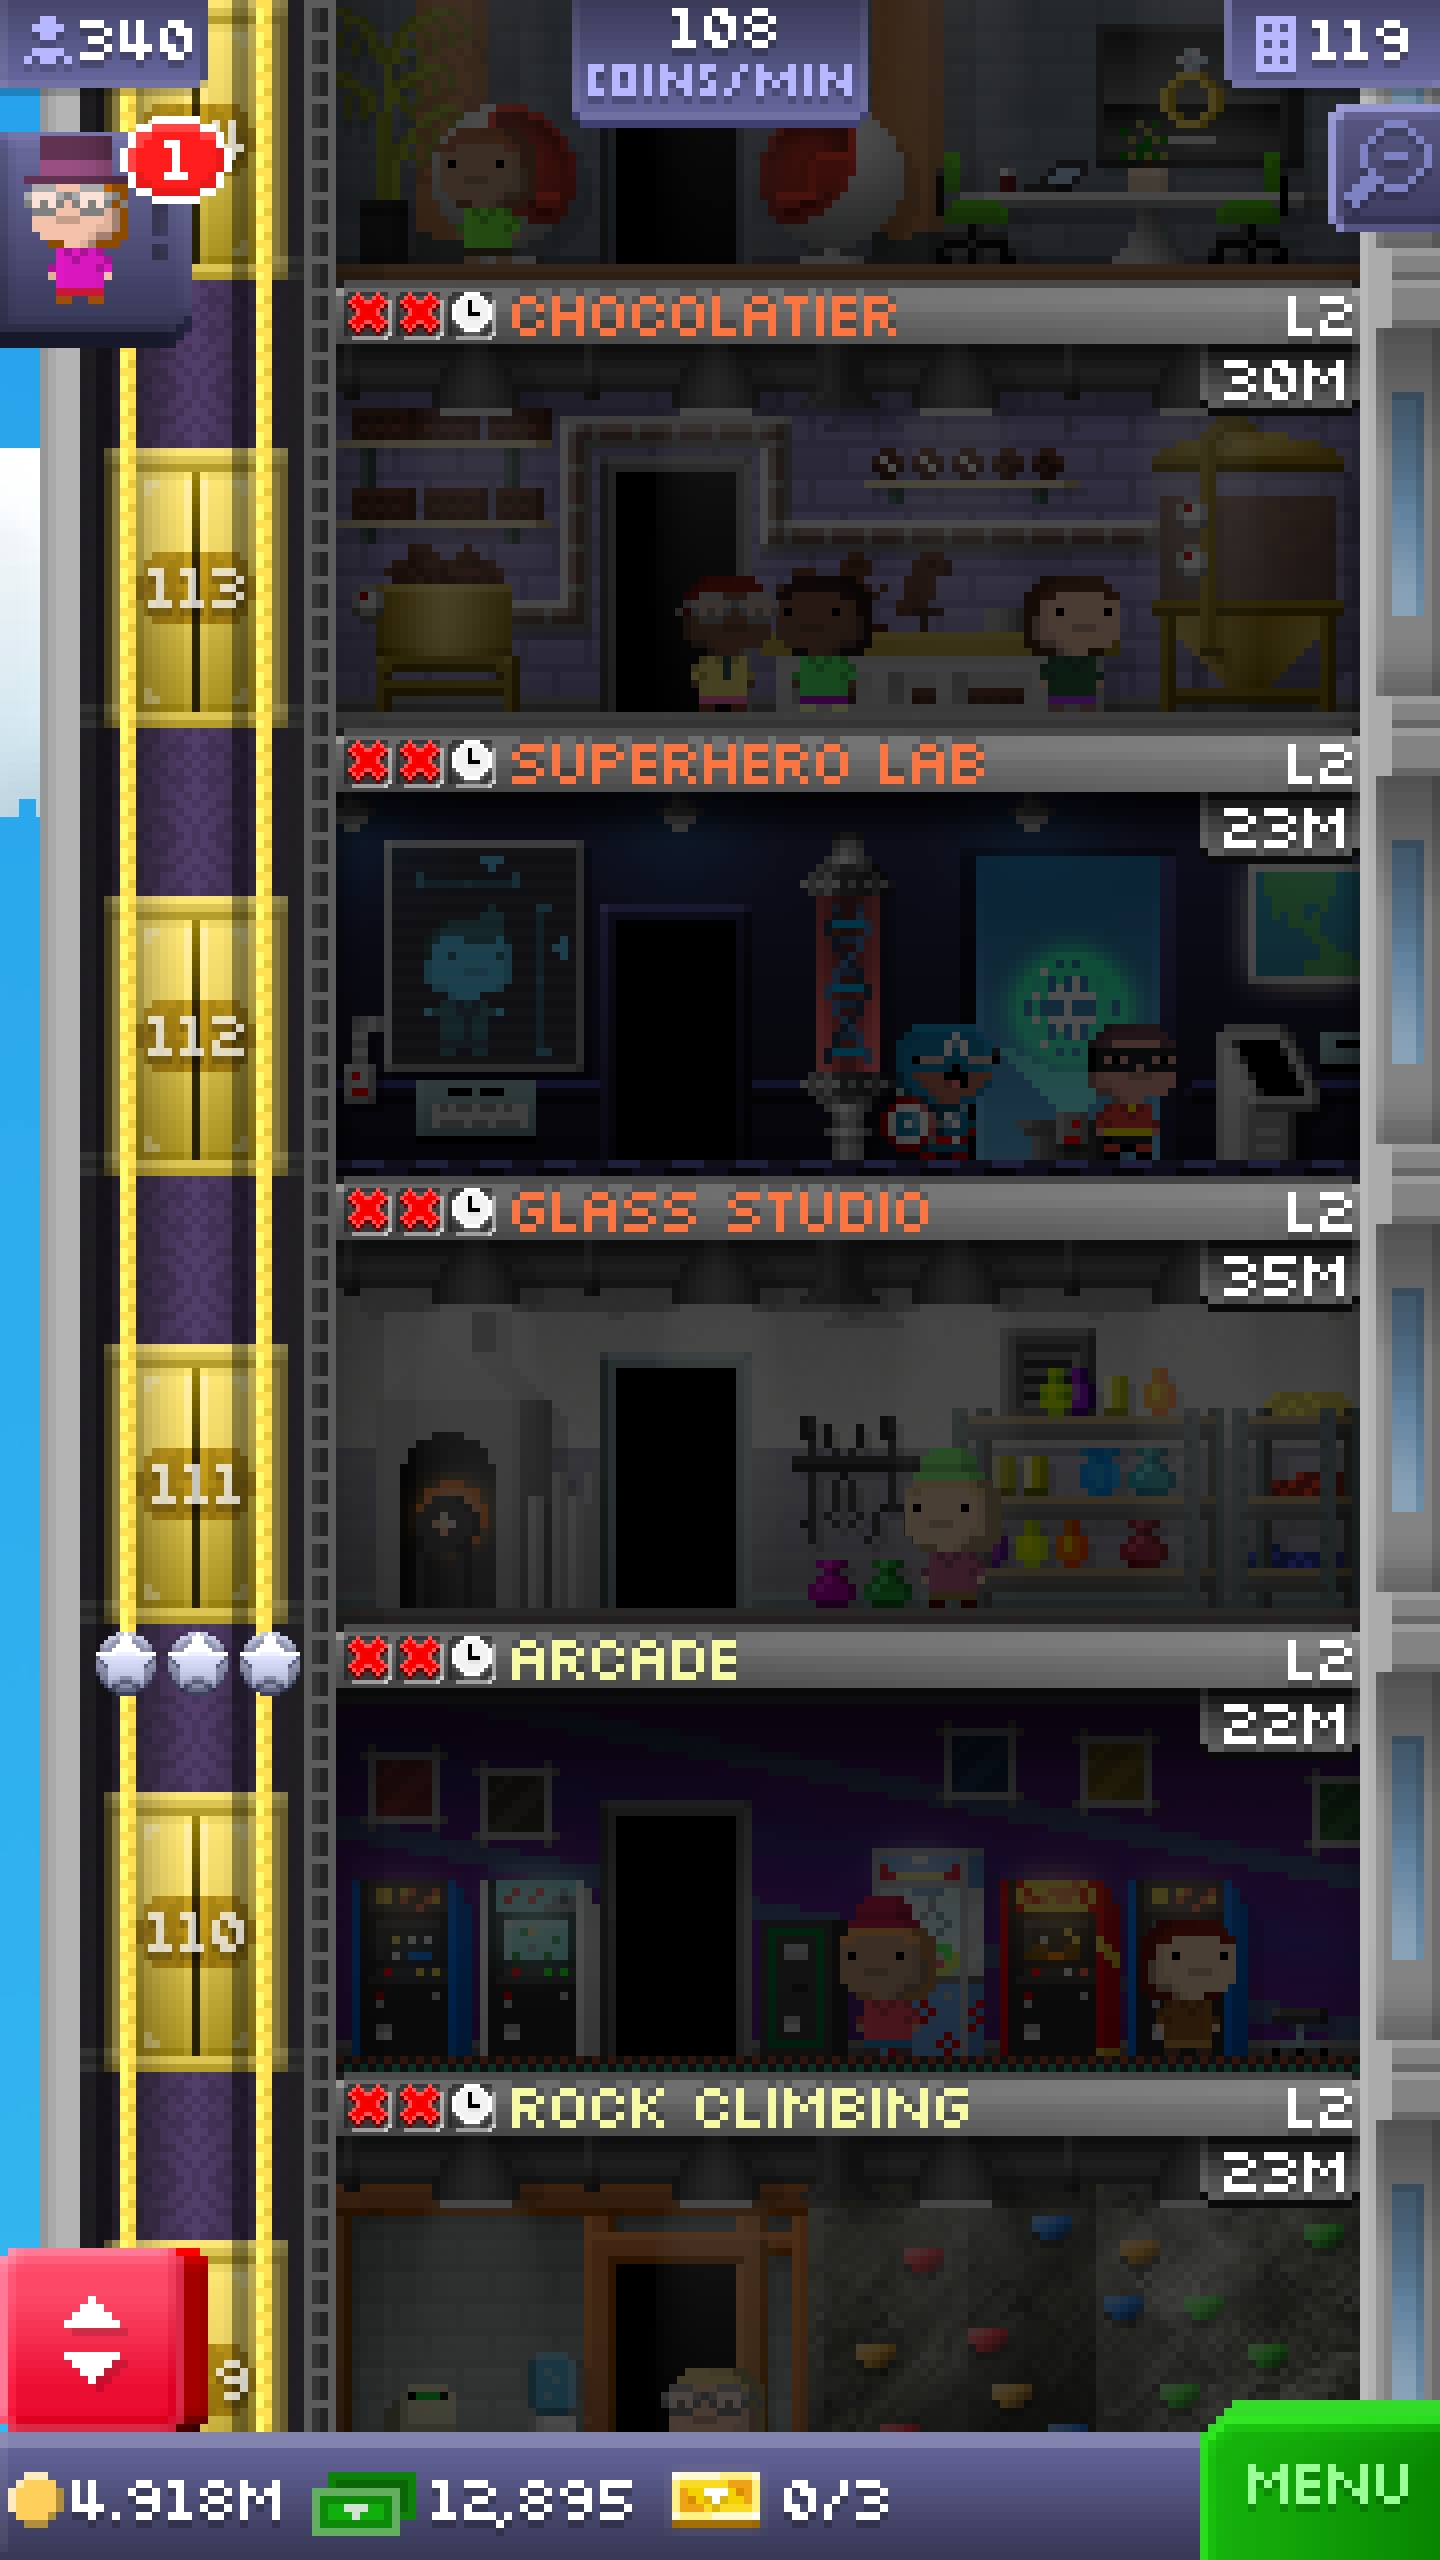 340
108
COINS/MIN
119
1
CHOCOLATIER L2
30M
113
SUPERHERO LAB L2
23M
112
GLASS STUDIO L2
35M
111
ARCADE L2
22M
110
ROCK CLIMBING L2
23M
9
4.918M 12,895 0/3
MENU